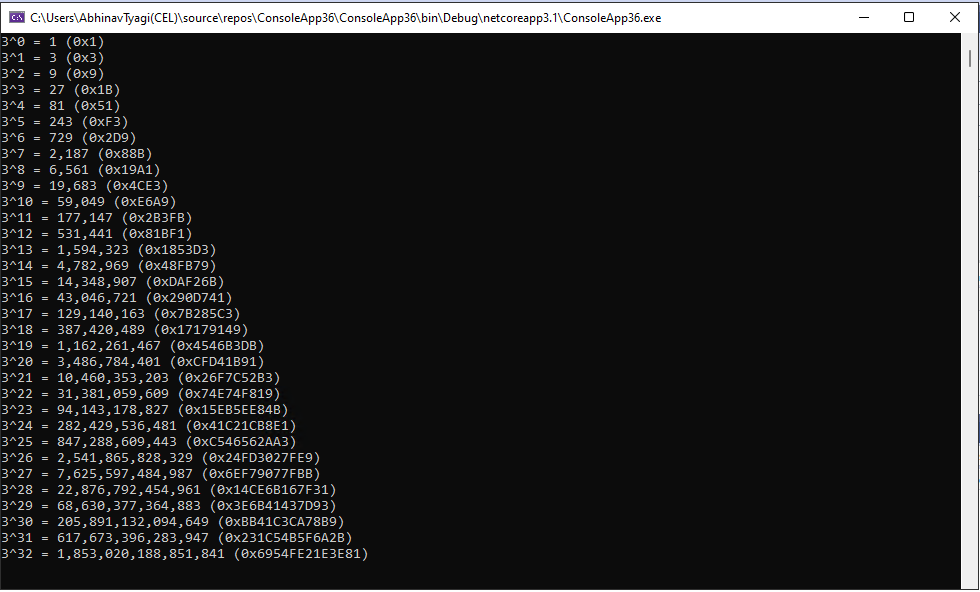 C:\Users\AbhinavTyagi(CEL)\source\repos\ConsoleApp36\ConsoleApp36\bin\Debug\netcoreapp3.1\ConsoleApp36.exe
3^0 = 1 (0x1)
3^1 = 3 (0x3)
3^2 = 9 (0x9)
3^3 = 27 (0x1B)
3^4 = 81 (0x51)
3^5 = 243 (0xF3)
3^6 = 729 (0x2D9)
3^7 = 2,187 (0x88B)
3^8 = 6,561 (0x19A1)
3^9 = 19,683 (0x4CE3)
3^10 = 59,049 (0xE6A9)
3^11 = 177,147 (0x2B3FB)
3^12 = 531,441 (0x81BF1)
3^13 = 1,594,323 (0x1853D3)
3^14 = 4,782,969 (0x48FB79)
3^15 = 14,348,907 (0xDAF26B)
3^16 = 43,046,721 (0x290D741)
3^17 = 129,140,163 (0x7B285C3)
3^18 = 387,420,489 (0x17179149)
3^19 = 1,162,261,467 (0x4546B3DB)
3^20 = 3,486,784,401 (0xCFD41B91)
3^21 = 10,460,353,203 (0x26F7C52B3)
3^22 = 31,381,059,609 (0x74E74F819)
3^23 = 94,143,178,827 (0x15EB5EE84B)
3^24 = 282,429,536,481 (0x41C21CB8E1)
3^25 = 847,288,609,443 (0xC546562AA3)
3^26 = 2,541,865,828,329 (0x24FD3027FE9)
3^27 = 7,625,597,484,987 (0x6EF79077FBB)
3^28 = 22,876,792,454,961 (0x14CE6B167F31)
3^29 = 68,630,377,364,883 (0x3E6B41437D93)
3^30 = 205,891,132,094,649 (0xBB41C3CA78B9)
3^31 = 617,673,396,283,947 (0x231C54B5F6A2B)
3^32 = 1,853,020,188,851,841 (0x6954FE21E3E81)